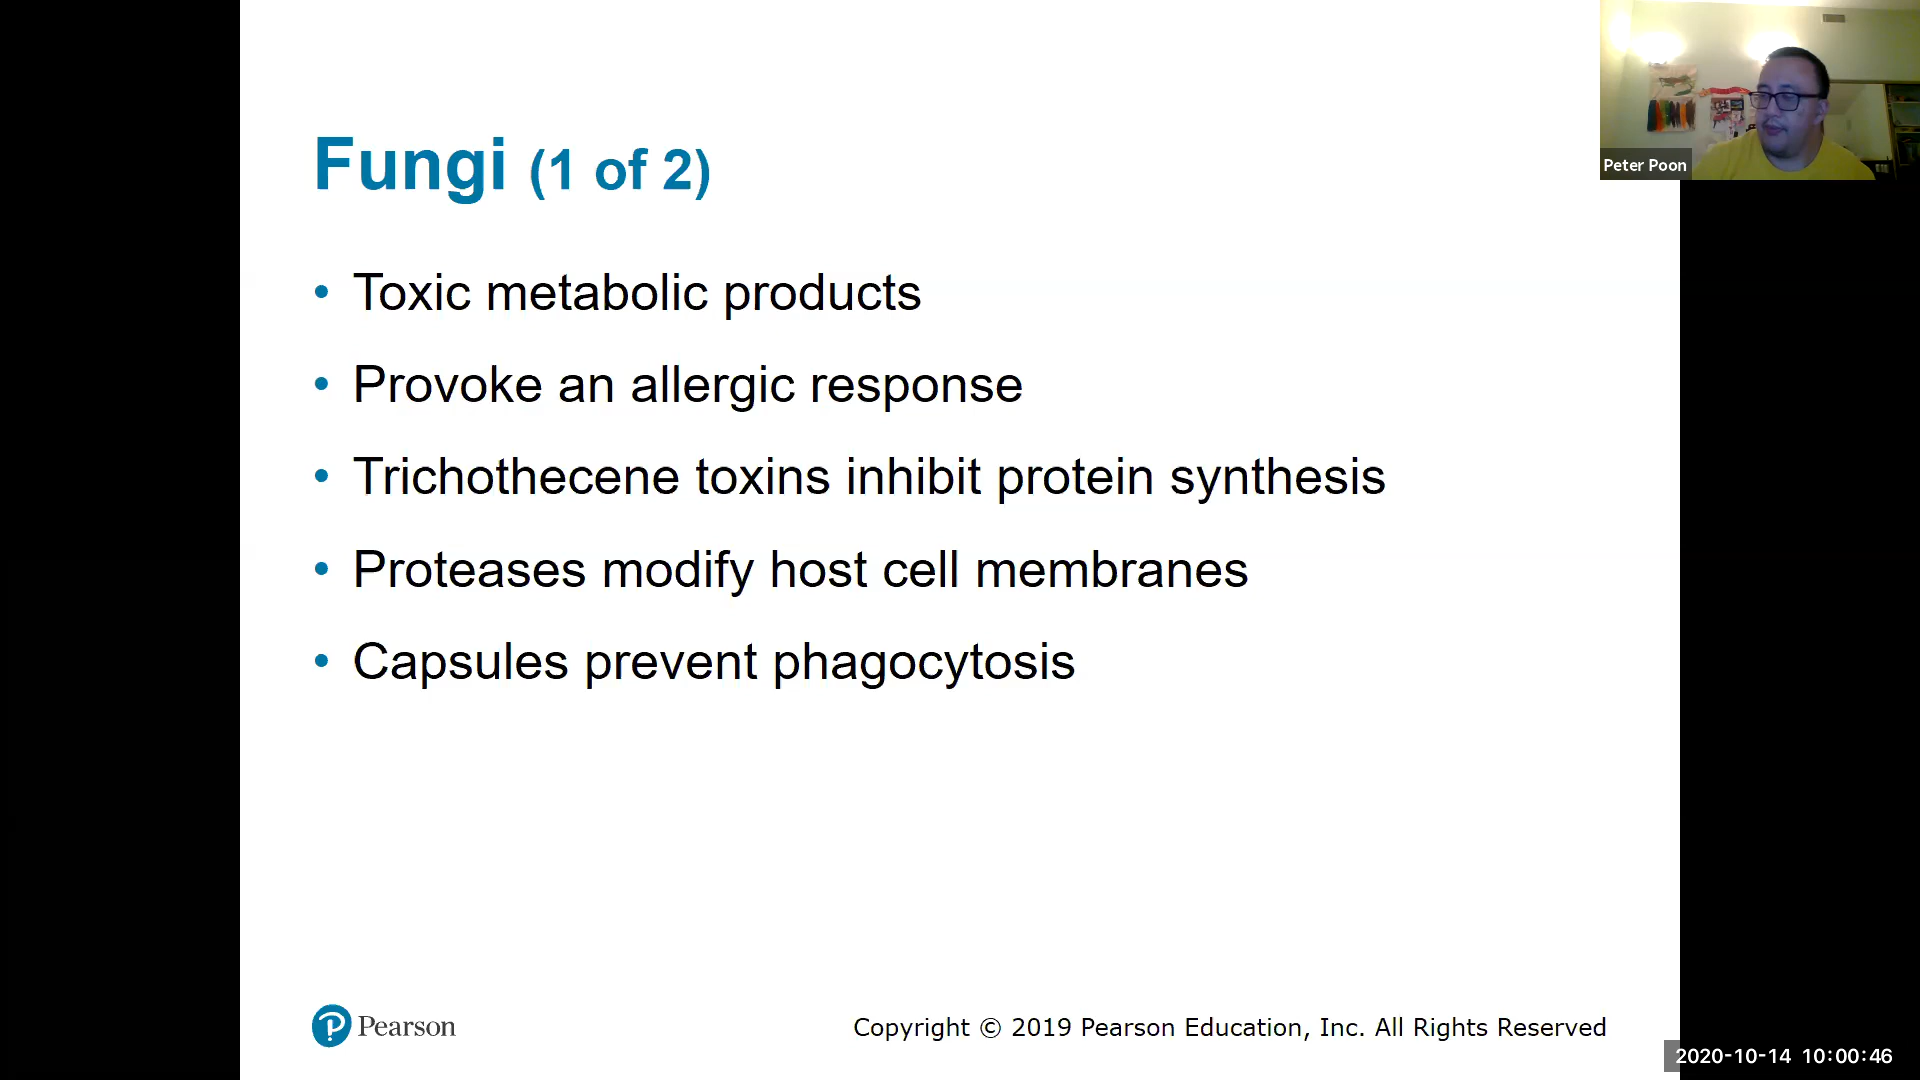 Fungi (1 of 2)
• Toxic metabolic products
• Provoke an allergic response
• Trichothecene toxins inhibit protein synthesis
• Proteases modify host cell membranes
• Capsules prevent phagocytosis
Peter Poon
Pearson
Copyright © 2019 Pearson Education, Inc. All Rights Reserved
2020-10-14 10:00:46